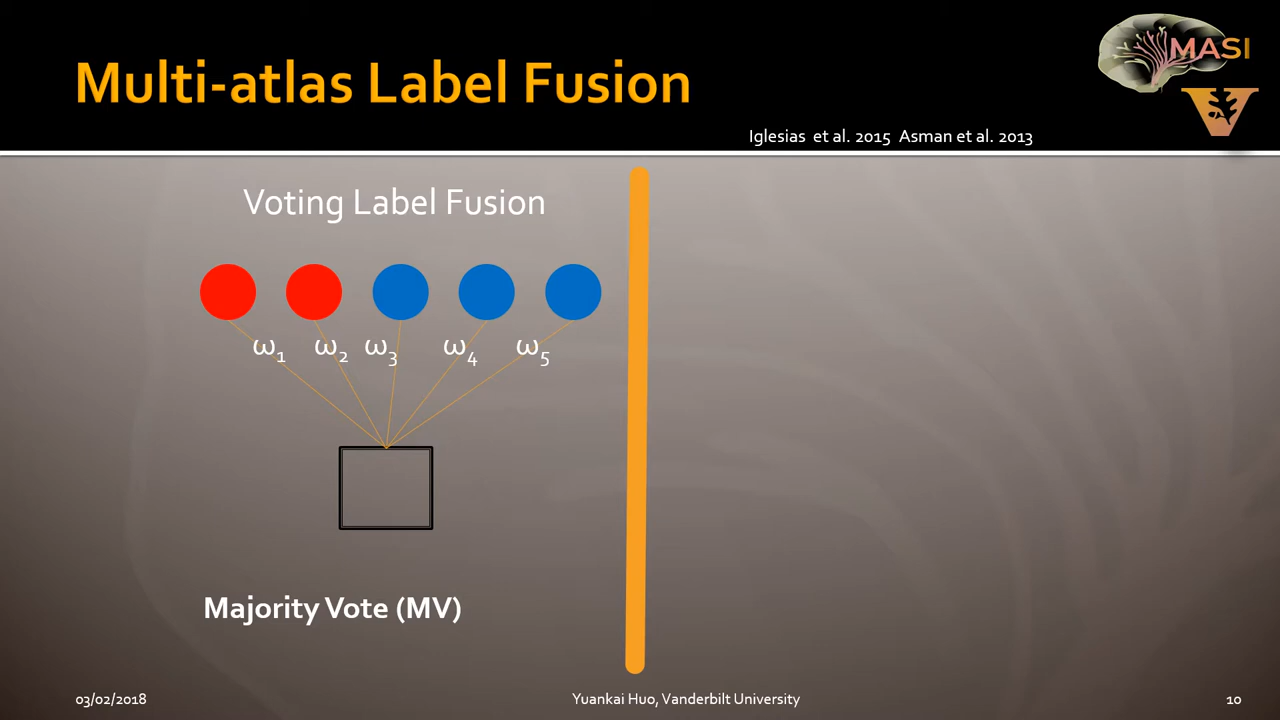 Multi-atlas Label Fusion
MASI
V
Iglesias et al. 2015 Asman et al. 2013
Voting Label Fusion
ω1 ω2 ω3 ω4 ω5
Majority Vote (MV)
03/02/2018 Yuankai Huo, Vanderbilt University 10